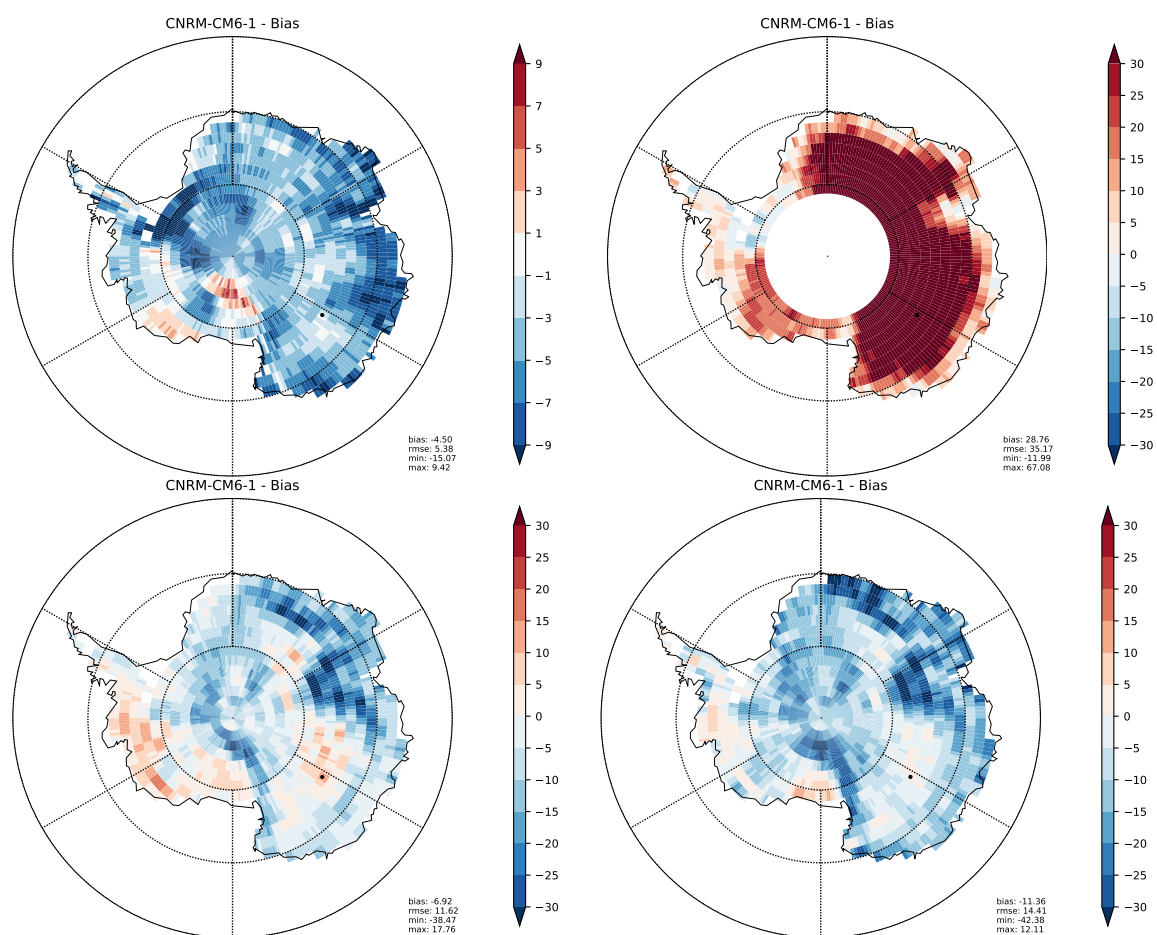 CNRM-CM6-1 - Bias
9
7
5
3
1
−1
−3
−5
−7
−9
bias: -4.50
rmse: 5.38
min: -15.07
max: 9.42
CNRM-CM6-1 - Bias
30
25
20
15
10
5
0
−5
−10
−15
−20
−25
−30
bias: 28.76
rmse: 35.17
min: -11.99
max: 67.08
CNRM-CM6-1 - Bias
30
25
20
15
10
5
0
−5
−10
−15
−20
−25
−30
bias: -6.92
rmse: 11.62
min: -38.47
max: 17.76
CNRM-CM6-1 - Bias
30
25
20
15
10
5
0
−5
−10
−15
−20
−25
−30
bias: -11.36
rmse: 14.41
min: -42.38
max: 12.11